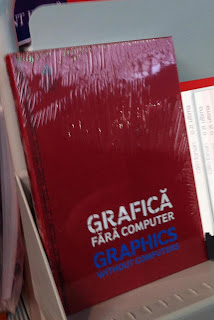 GRAFICĂ
FĂRĂ COMPUTER
GRAPHICS
WITHOUT COMPUTERS